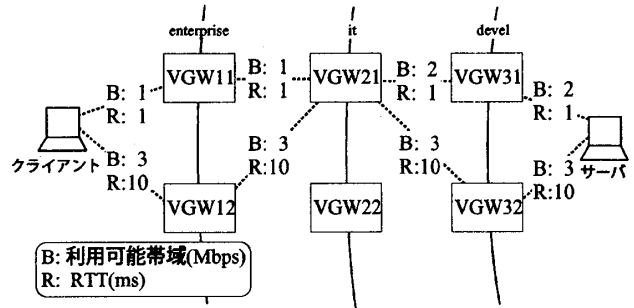 enterprise
it
devel
VGW11
B: 1
R: 1
VGW21
B: 2
R: 1
VGW31
B: 1
R: 1
B: 2
R: 1
クライアント
サーバ
B: 3
R:10
B: 3
R:10
B: 3
R:10
B: 3
R:10
VGW12
VGW22
VGW32
B: 利用可能帯域(Mbps)
R: RTT(ms)